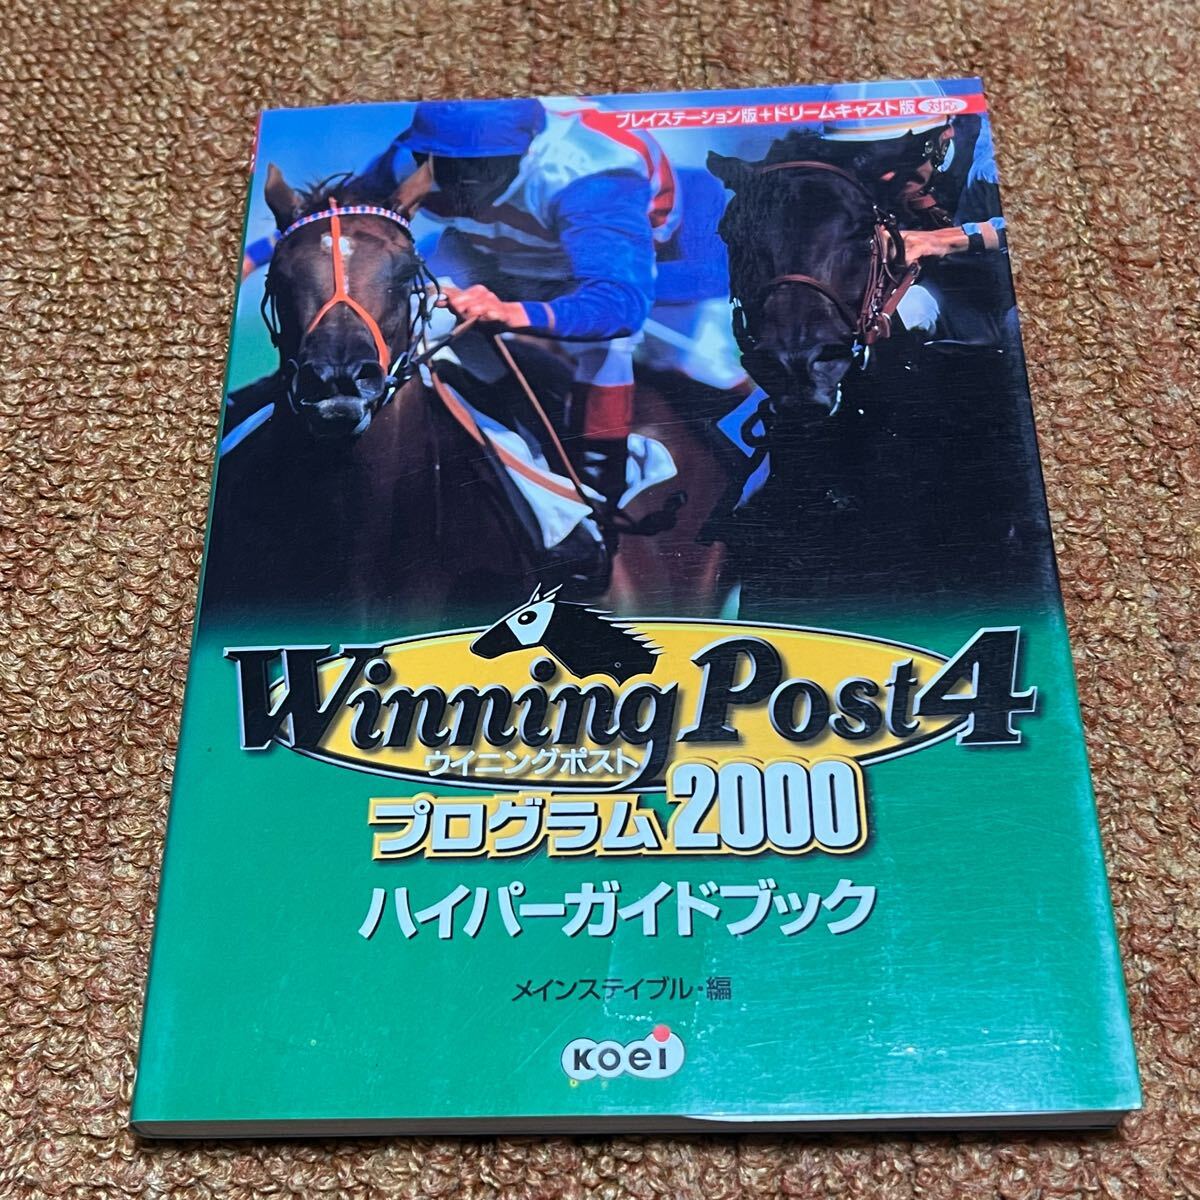 プレイステーション版+ドリームキャスト版 対応
Winning Post 4
ウイニングポスト
プログラム2000
ハイパーガイドブック
メインステイブル・編
KOEI